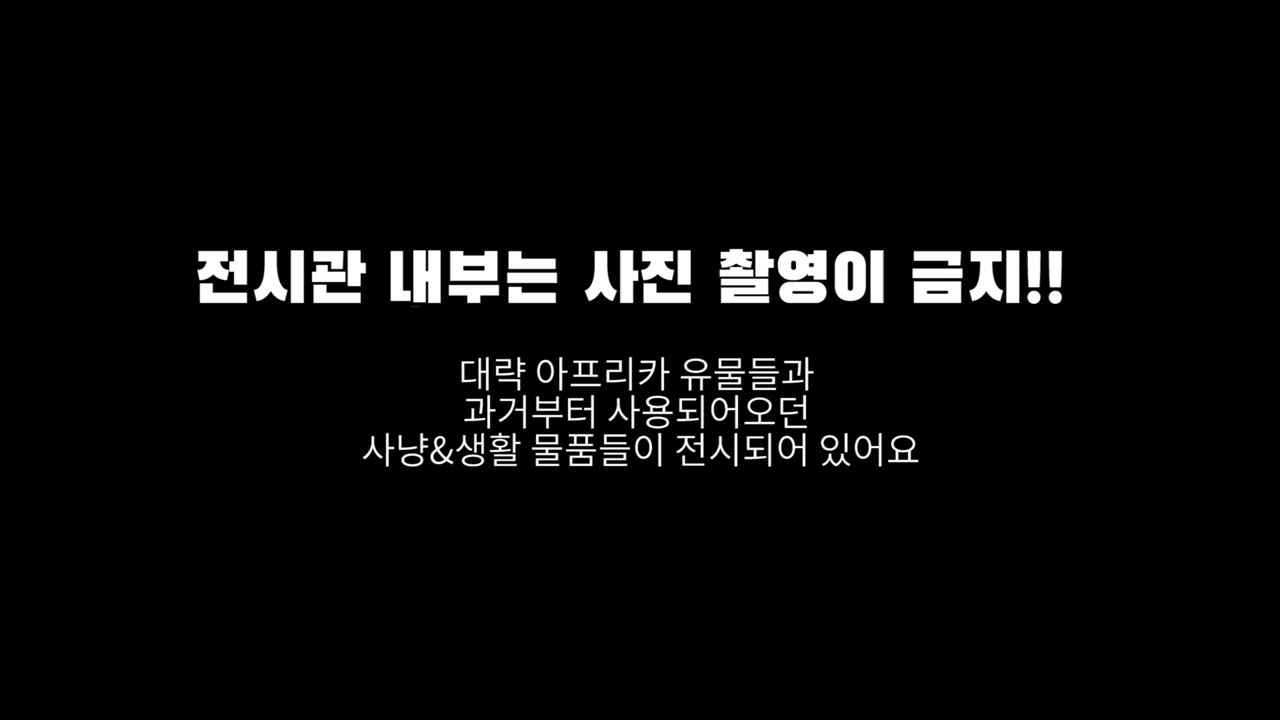 전시관 내부는 사진 촬영이 금지!!
대략 아프리카 유물들과
과거부터 사용되어오던
사냥&생활 물품들이 전시되어 있어요